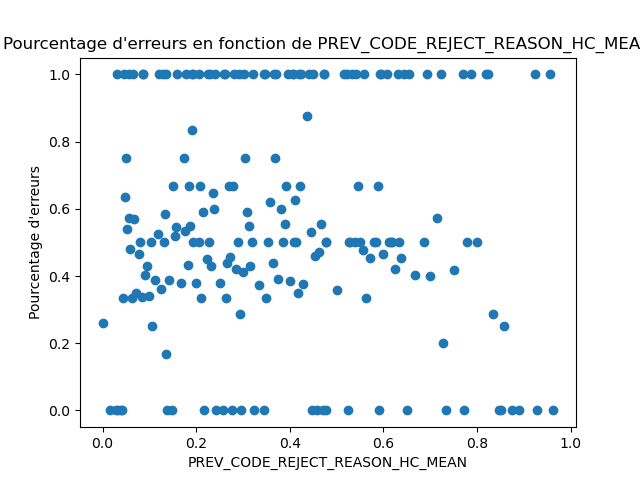 Pourcentage d'erreurs en fonction de PREV_CODE_REJECT_REASON_HC_MEA
1.0
0.8
0.6
0.4
0.2
0.0
Pourcentage d'erreurs
0.0 0.2 0.4 0.6 0.8 1.0
PREV_CODE_REJECT_REASON_HC_MEAN